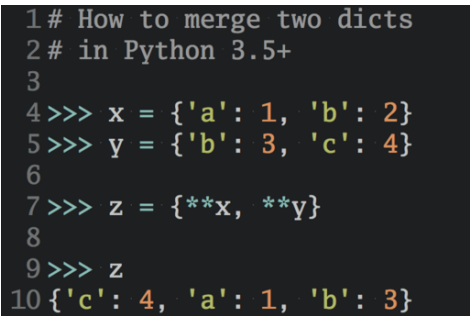 1 # How to merge two dicts
2 # in Python 3.5+
3
4 >>> x = {'a': 1, 'b': 2}
5 >>> y = {'b': 3, 'c': 4}
6
7 >>> z = {**x, **y}
8
9 >>> z
10 {'c': 4, 'a': 1, 'b': 3}